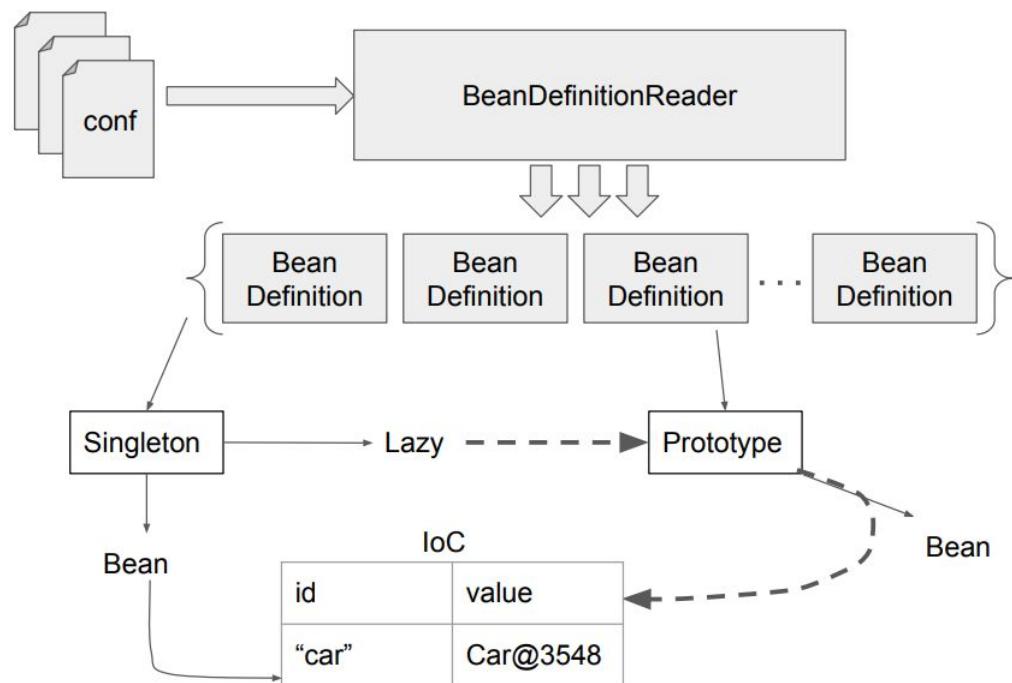 conf
BeanDefinitionReader
Bean
Definition
Bean
Definition
Bean
Definition
. . .
Bean
Definition
Singleton
Lazy
Prototype
Bean
Bean
IoC
id
value
“car”
Car@3548